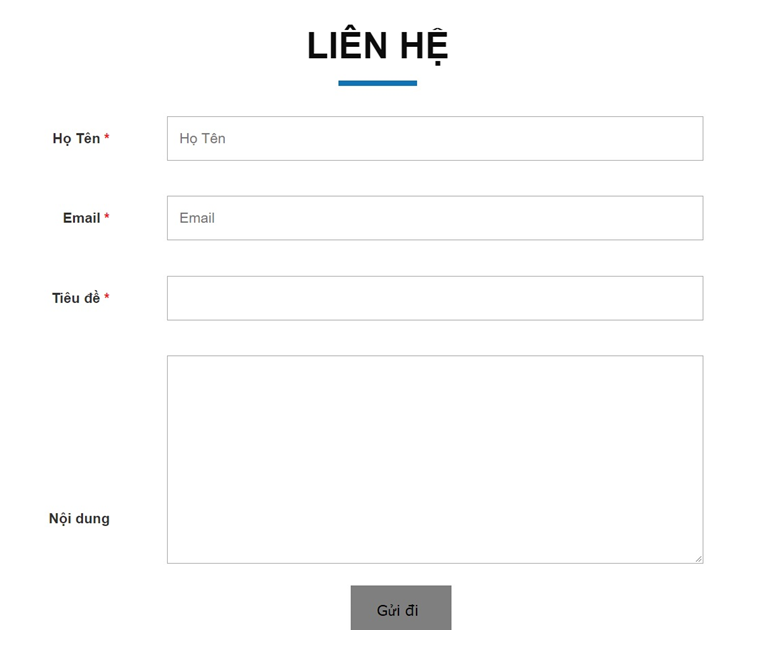 LIÊN HỆ
Họ Tên *
Họ Tên
Email *
Email
Tiêu đề *
Nội dung
Gửi đi